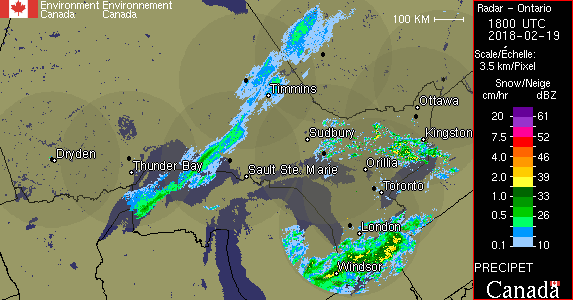 Environment Environnement
Canada Canada
100 KM
Timmins
Ottawa
Sudbury
Kingston
Dryden
Thunder Bay
Sault Ste. Marie
Orillia
Toronto
London
Windsor
Radar - Ontario
1800 UTC
2018-02-19
Scale/Échelle:
3.5 km/Pixel
Snow/Neige
cm/hr dBZ
20 61
7.5 52
4.0 46
2.0 39
1.0 33
0.5 26
0.1 10
PRECIPET
Canada